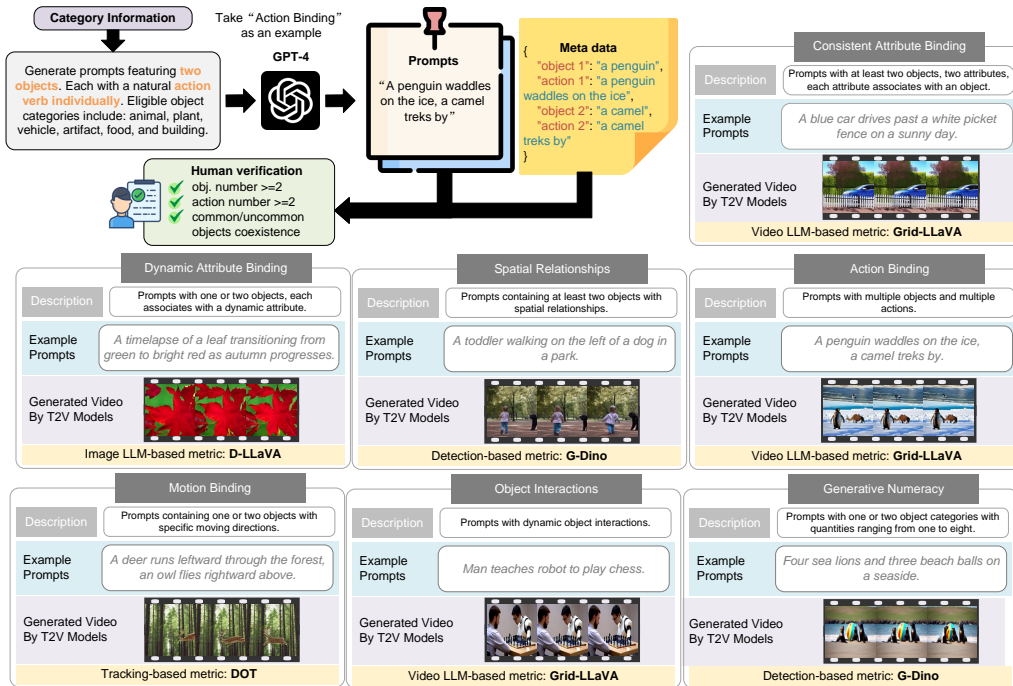 Category Information
Take “Action Binding”
as an example
GPT-4
Generate prompts featuring two
objects. Each with a natural action
verb individually. Eligible object
categories include: animal, plant,
vehicle, artifact, food, and building.
Prompts
“A penguin waddles
on the ice, a camel
treks by”
Meta data
{
"object 1": "a penguin",
"action 1": "a penguin
waddles on the ice",
"object 2": "a camel",
"action 2": "a camel
treks by"
}
Human verification
obj. number >=2
action number >=2
common/uncommon
objects coexistence
Consistent Attribute Binding
Description
Prompts with at least two objects, two attributes,
each attribute associates with an object.
Example
Prompts
A blue car drives past a white picket
fence on a sunny day.
Generated Video
By T2V Models
Video LLM-based metric: Grid-LLaVA
Dynamic Attribute Binding
Description
Prompts with one or two objects, each
associates with a dynamic attribute.
Example
Prompts
A timelapse of a leaf transitioning from
green to bright red as autumn progresses.
Generated Video
By T2V Models
Image LLM-based metric: D-LLaVA
Spatial Relationships
Description
Prompts containing at least two objects with
spatial relationships.
Example
Prompts
A toddler walking on the left of a dog in
a park.
Generated Video
By T2V Models
Detection-based metric: G-Dino
Action Binding
Description
Prompts with multiple objects and multiple
actions.
Example
Prompts
A penguin waddles on the ice,
a camel treks by.
Generated Video
By T2V Models
Video LLM-based metric: Grid-LLaVA
Motion Binding
Description
Prompts containing one or two objects with
specific moving directions.
Example
Prompts
A deer runs leftward through the forest,
an owl flies rightward above.
Generated Video
By T2V Models
Tracking-based metric: DOT
Object Interactions
Description
Prompts with dynamic object interactions.
Example
Prompts
Man teaches robot to play chess.
Generated Video
By T2V Models
Video LLM-based metric: Grid-LLaVA
Generative Numeracy
Description
Prompts with one or two object categories with
quantities ranging from one to eight.
Example
Prompts
Four sea lions and three beach balls on
a seaside.
Generated Video
By T2V Models
Detection-based metric: G-Dino